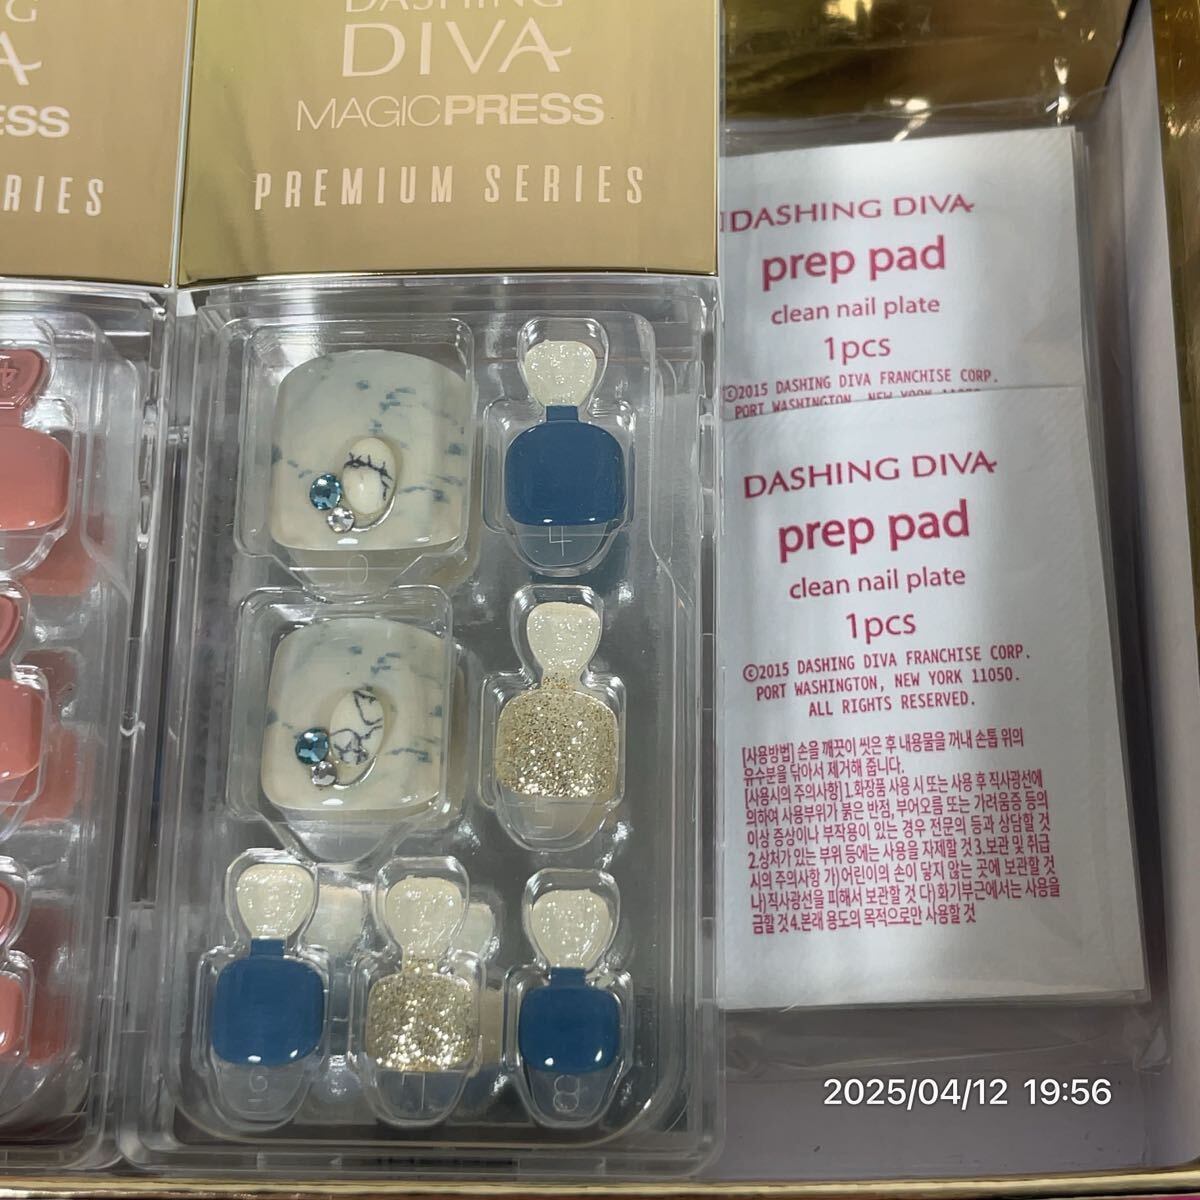 A
ESS
RIES
DASHING
DIVA
MAGICPRESS
PREMIUM SERIES
4
0
4
6
7
8
DASHING DIVA
prep pad
clean nail plate
1pcs
©2015 DASHING DIVA FRANCHISE CORP.
PORT WASHINGTON, NEW YORK
DASHING DIVA
prep pad
clean nail plate
1pcs
©2015 DASHING DIVA FRANCHISE CORP.
PORT WASHINGTON, NEW YORK 11050.
ALL RIGHTS RESERVED.
[사용방법] 손을 깨끗이 씻은 후 내용물을 꺼내 손톱 위의
유수분을 닦아서 제거해 줍니다.
[사용시의 주의사항] 1.화장품 사용 시 또는 사용 후 직사광선에
의하여 사용부위가 붉은 반점, 부어오름 또는 가려움증 등의
이상 증상이나 부작용이 있는 경우 전문의 등과 상담할 것
2.상처가 있는 부위 등에는 사용을 자제할 것 3.보관 및 취급
시의 주의사항 가)어린이의 손이 닿지 않는 곳에 보관할 것
나)직사광선을 피해서 보관할 것 다)화기부근에서는 사용을
금할 것 4.본래 용도의 목적으로만 사용할 것
2025/04/12 19:56